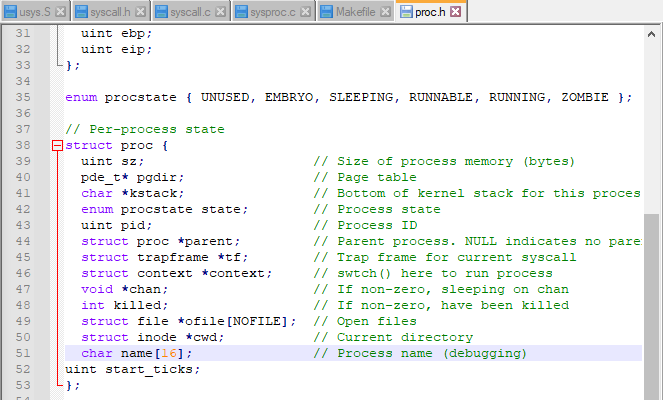 usys.S syscall.h syscall.c sysproc.c Makefile proc.h
31 uint ebp;
32 uint eip;
33 };
34
35 enum procstate { UNUSED, EMBRYO, SLEEPING, RUNNABLE, RUNNING, ZOMBIE };
36
37 // Per-process state
38 struct proc {
39 uint sz; // Size of process memory (bytes)
40 pde_t* pgdir; // Page table
41 char *kstack; // Bottom of kernel stack for this proces
42 enum procstate state; // Process state
43 uint pid; // Process ID
44 struct proc *parent; // Parent process. NULL indicates no pare
45 struct trapframe *tf; // Trap frame for current syscall
46 struct context *context; // swtch() here to run process
47 void *chan; // If non-zero, sleeping on chan
48 int killed; // If non-zero, have been killed
49 struct file *ofile[NOFILE]; // Open files
50 struct inode *cwd; // Current directory
51 char name[16]; // Process name (debugging)
52 uint start_ticks;
53 };